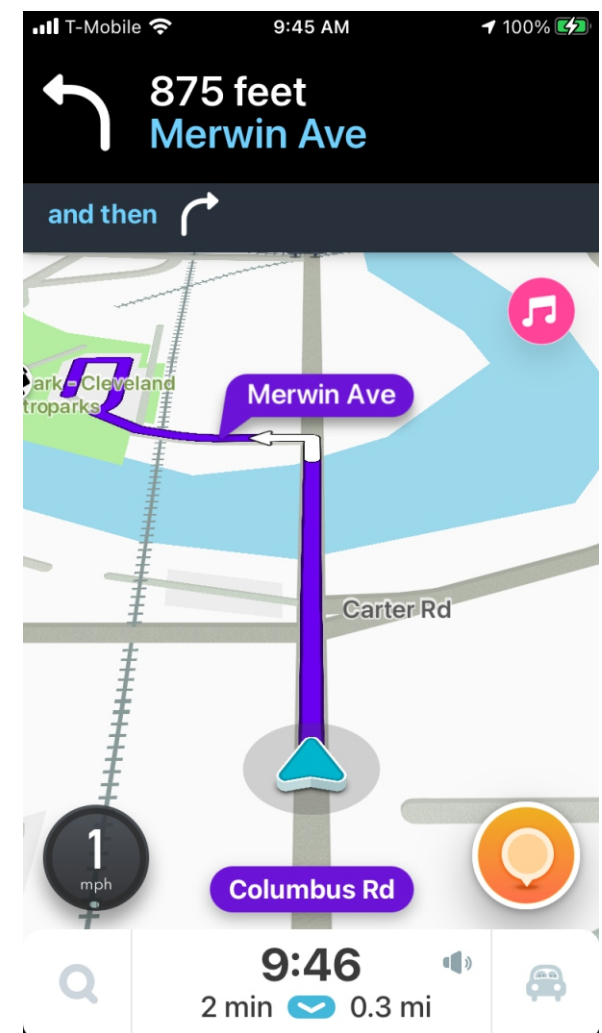 T-Mobile 9:45 AM 100%
875 feet
Merwin Ave
and then
ark - Cleveland
troparks
Merwin Ave
Carter Rd
1
mph
Columbus Rd
9:46
2 min 0.3 mi